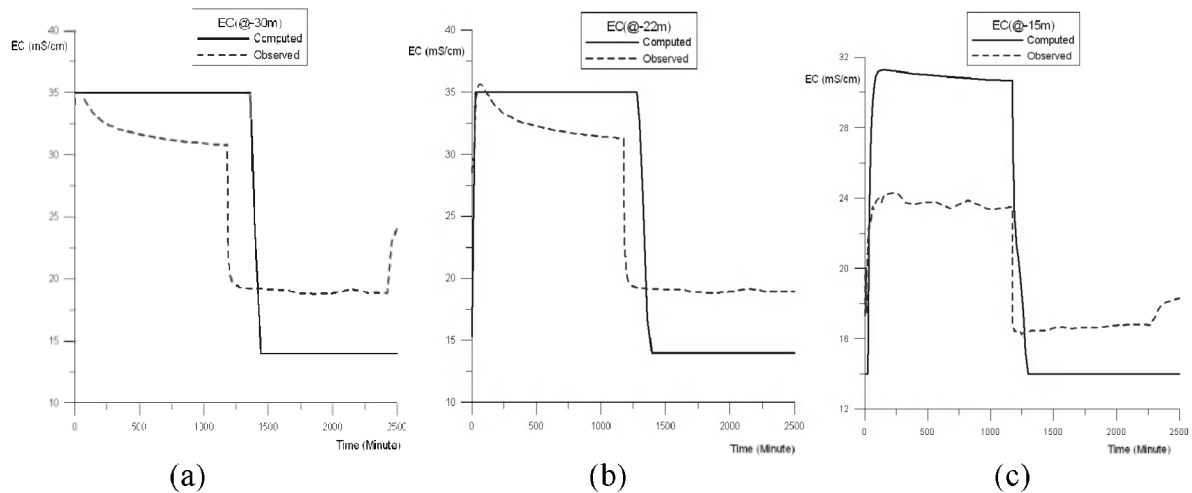 EC(@-30m)
Computed
Observed
EC (mS/cm)
40
35
30
25
20
15
10
0
500
1000
1500
2000
2500
Time (Minute)
(a)
EC(@-22m)
Computed
Observed
EC (mS/cm)
40
35
30
25
20
15
10
0
500
1000
1500
2000
2500
Time (Minute)
(b)
EC(@-15m)
Computed
Observed
EC (mS/cm)
32
28
24
20
16
12
0
500
1000
1500
2000
2500
Time (Minute)
(c)